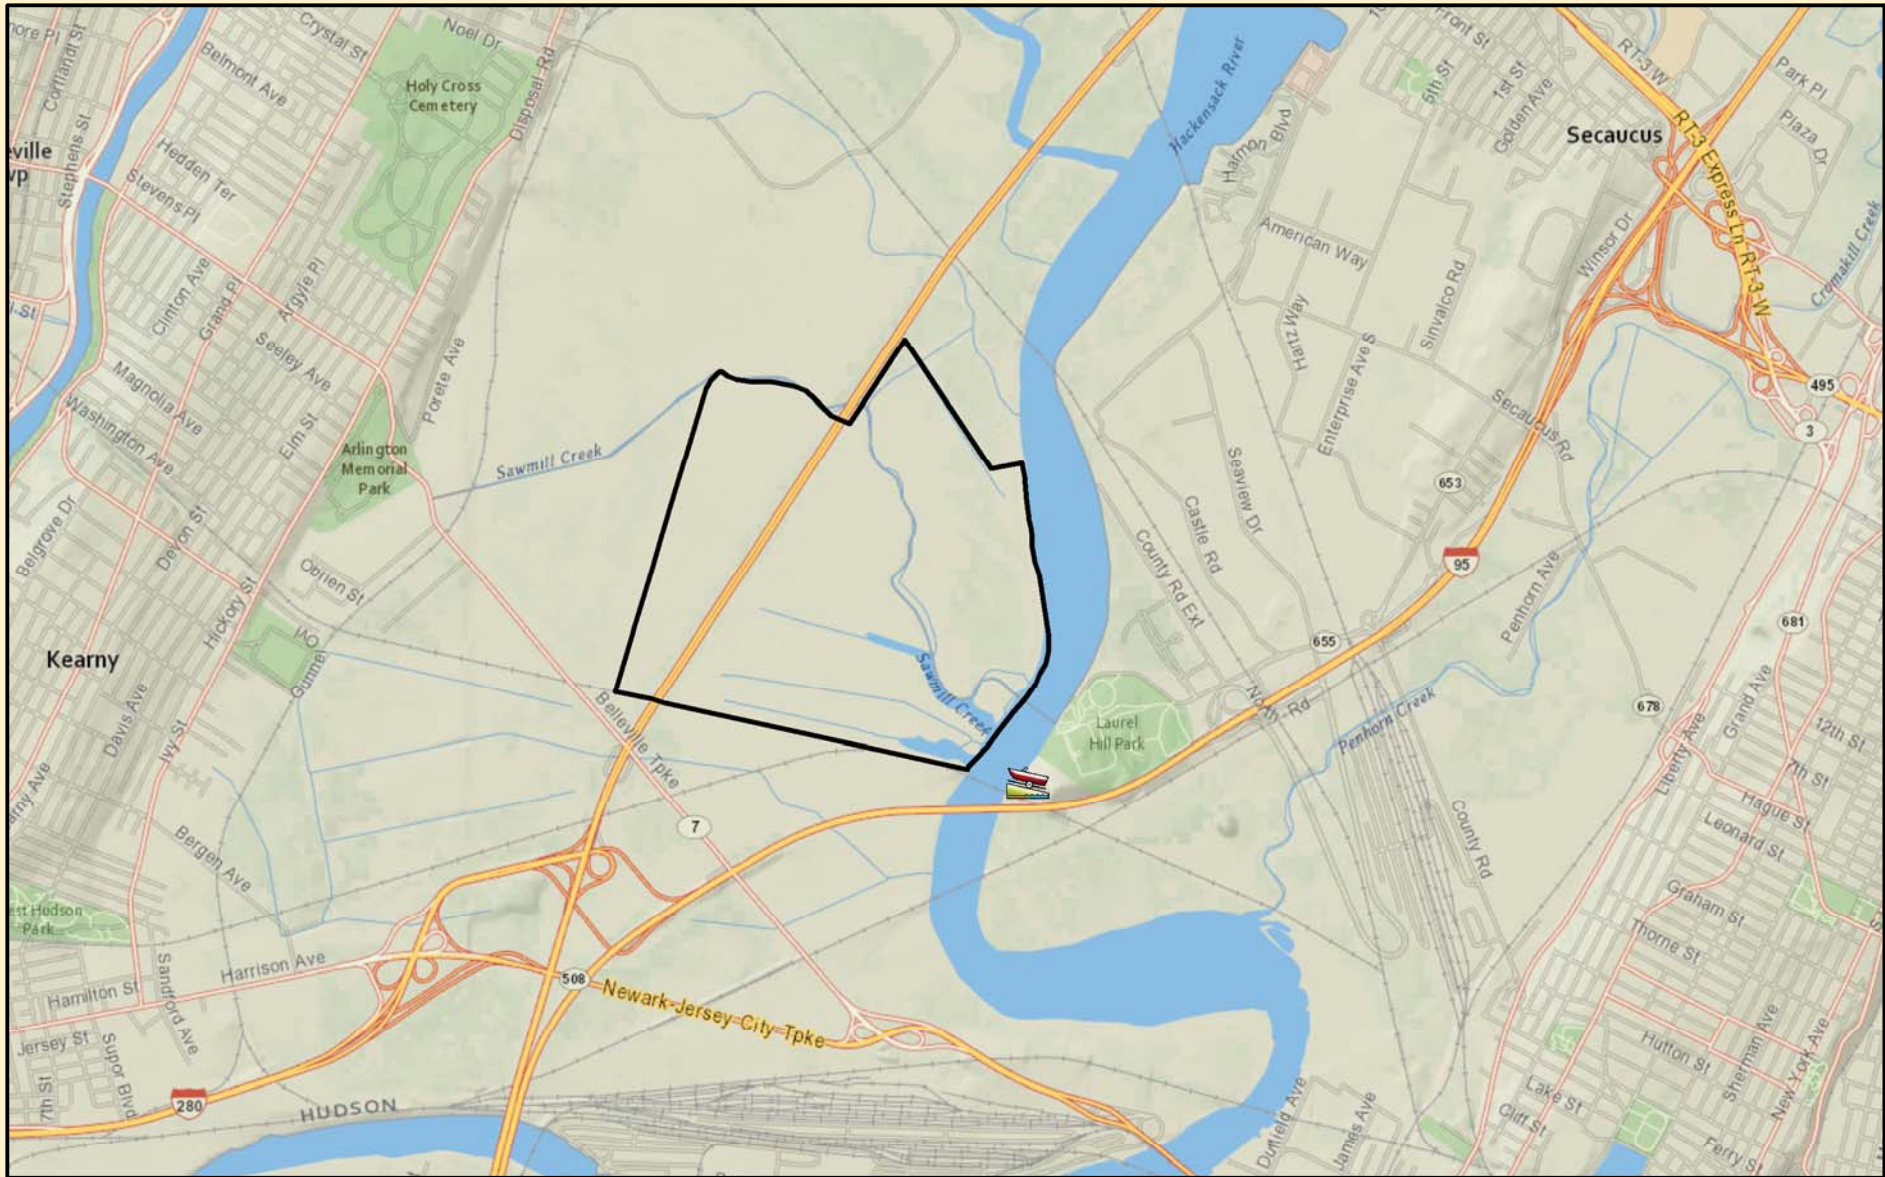 Crystal St
Noel Dr
Cortlandt St
Belmont Ave
Holy Cross
Cemetery
Disposal Rd
Hackensack River
Front St
RT-3 W
5th St
1st St
Golden Ave
Park Pl
Plaza Dr
Secaucus
RT-3 Express Ln
RT-3 W
Stephens St
Hedden Ter
Stevens Pl
Harmon Blvd
American Way
Winsor Dr
Cromakill Creek
Clinton Ave
Grand Pl
Argyle Pl
Seeley Ave
Porete Ave
Hartz Way
Enterprise Ave S
Sinvalco Rd
495
3
Magnolia Ave
Washington Ave
Elm St
Arlington
Memorial
Park
Sawmill Creek
Secaucus Rd
653
Seaview Dr
Castle Rd
County Rd Ext
95
Belgrove Dr
Devon St
Obrien St
Hickory St
Gunnel
Oval
Kearny
Penhorn Ave
655
681
Davis Ave
Ivy St
Belleville Tpke
Sawmill Creek
Sawmill Creek
Laurel
Hill Park
North
Rd
Penhorn Creek
678
Liberty Ave
Grand Ave
12th St
7th St
Hague St
Leonard St
County Rd
7
Bergen Ave
Graham St
Thorne St
Park
Harrison Ave
Hamilton St
Sandford Ave
508
Newark-Jersey City Tpke
Jersey St
Supor Blvd
7th St
280
HUDSON
Duffield Ave
James Ave
Hutton St
Sherman Ave
New York Ave
Lake St
Cliff St
Ferry St